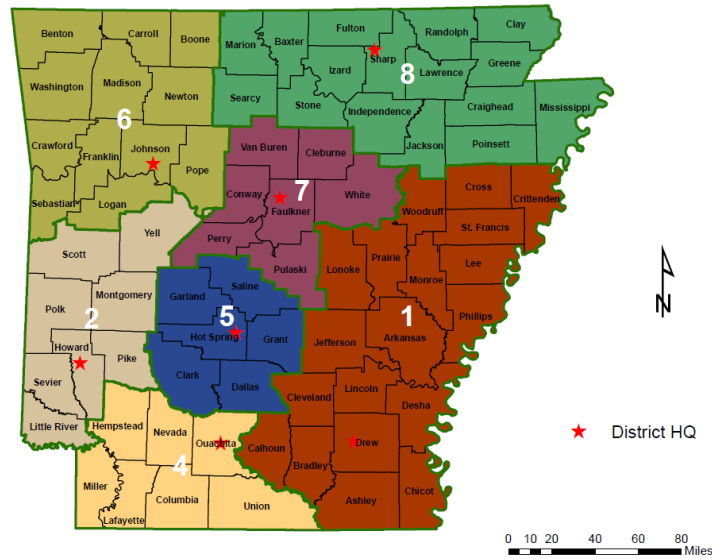 Benton
Carroll
Boone
Marion
Baxter
Fulton
Randolph
Clay
Sharp
Washington
Madison
Newton
Izard
Lawrence
Greene
8
Searcy
Stone
Independence
Craighead
Mississippi
6
Crawford
Franklin
Johnson
Pope
Van Buren
Cleburne
Jackson
Poinsett
Sebastian
Logan
Conway
7
White
Faulkner
Woodruff
Cross
Crittenden
St. Francis
Scott
Yell
Perry
Pulaski
Lonoke
Prairie
Monroe
Lee
Polk
Montgomery
Garland
Saline
Phillips
2
5
1
Howard
Pike
Hot Spring
Grant
Jefferson
Arkansas
Sevier
Clark
Dallas
Cleveland
Lincoln
Desha
Little River
Hempstead
Nevada
Ouachita
Calhoun
Bradley
Drew
District HQ
4
Miller
Columbia
Union
Ashley
Chicot
Lafayette
N
0 10 20 40 60 80
Miles